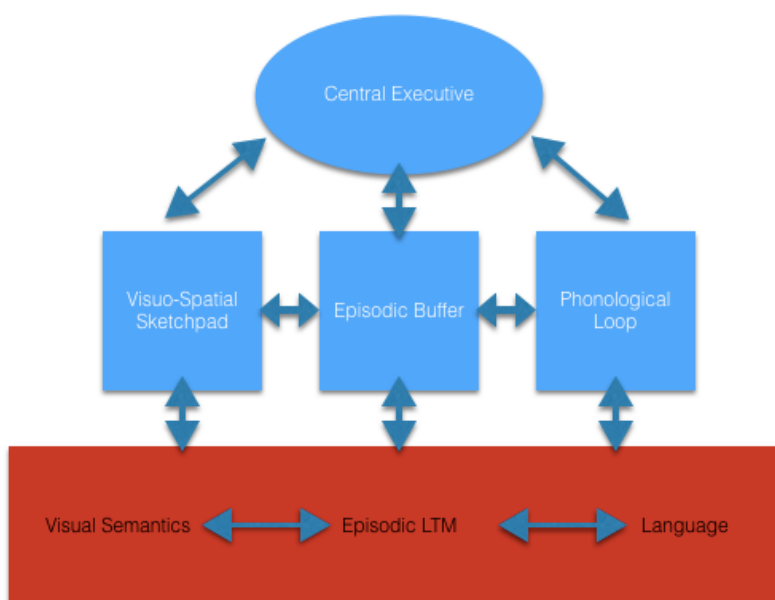 Central Executive
Visuo-Spatial
Sketchpad
Episodic Buffer
Phonological
Loop
Visual Semantics
Episodic LTM
Language